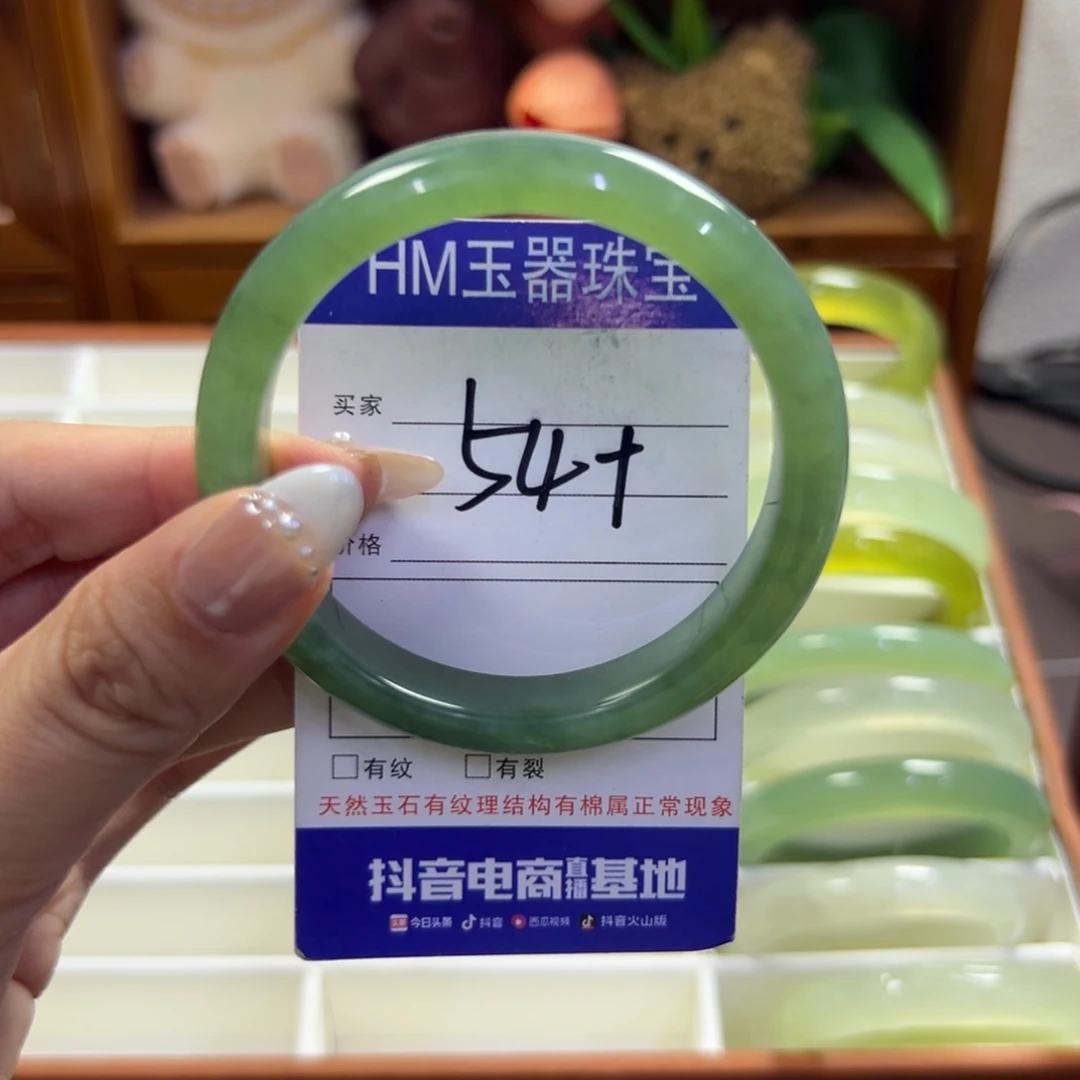 HM玉器珠宝
买家
54+
价格
有纹 有裂
天然玉石有纹理结构有棉属正常现象
抖音电商直播基地
头条 今日头条 抖音 西瓜视频 抖音火山版